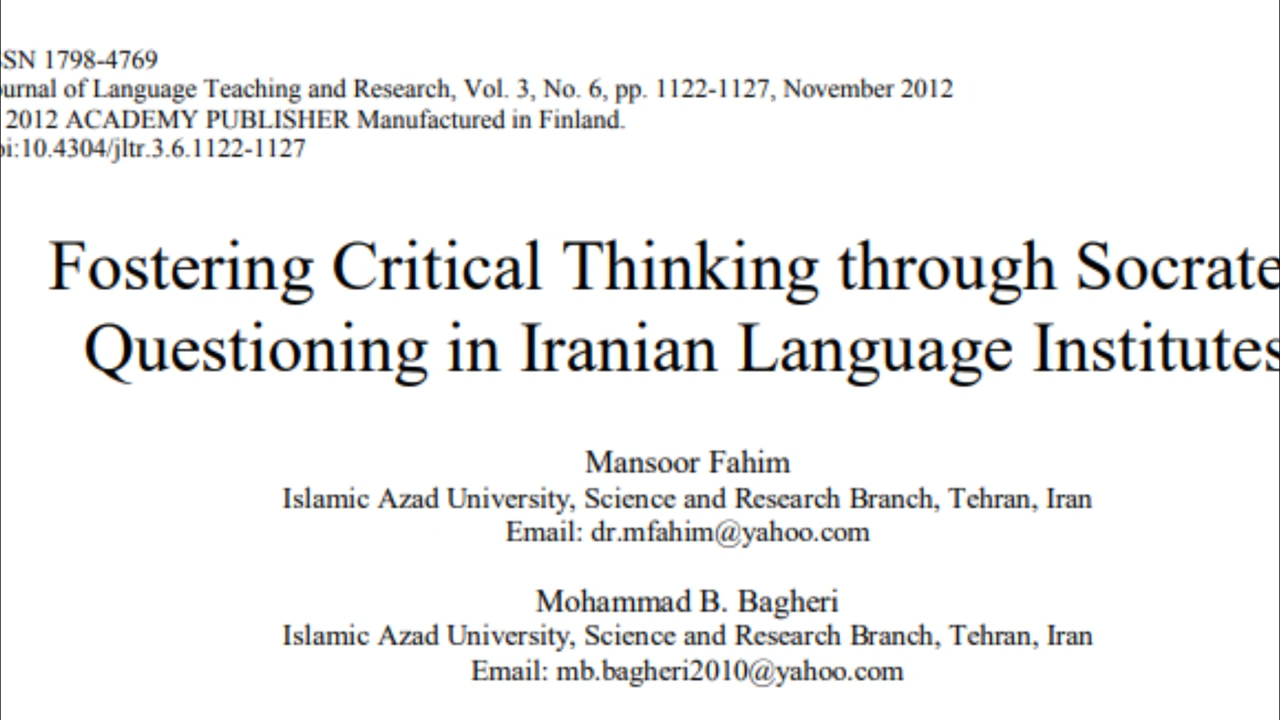 SSN 1798-4769
urnal of Language Teaching and Research, Vol. 3, No. 6, pp. 1122-1127, November 2012
2012 ACADEMY PUBLISHER Manufactured in Finland.
oi:10.4304/jltr.3.6.1122-1127
Fostering Critical Thinking through Socrate
Questioning in Iranian Language Institutes
Mansoor Fahim
Islamic Azad University, Science and Research Branch, Tehran, Iran
Email: dr.mfahim@yahoo.com
Mohammad B. Bagheri
Islamic Azad University, Science and Research Branch, Tehran, Iran
Email: mb.bagheri2010@yahoo.com